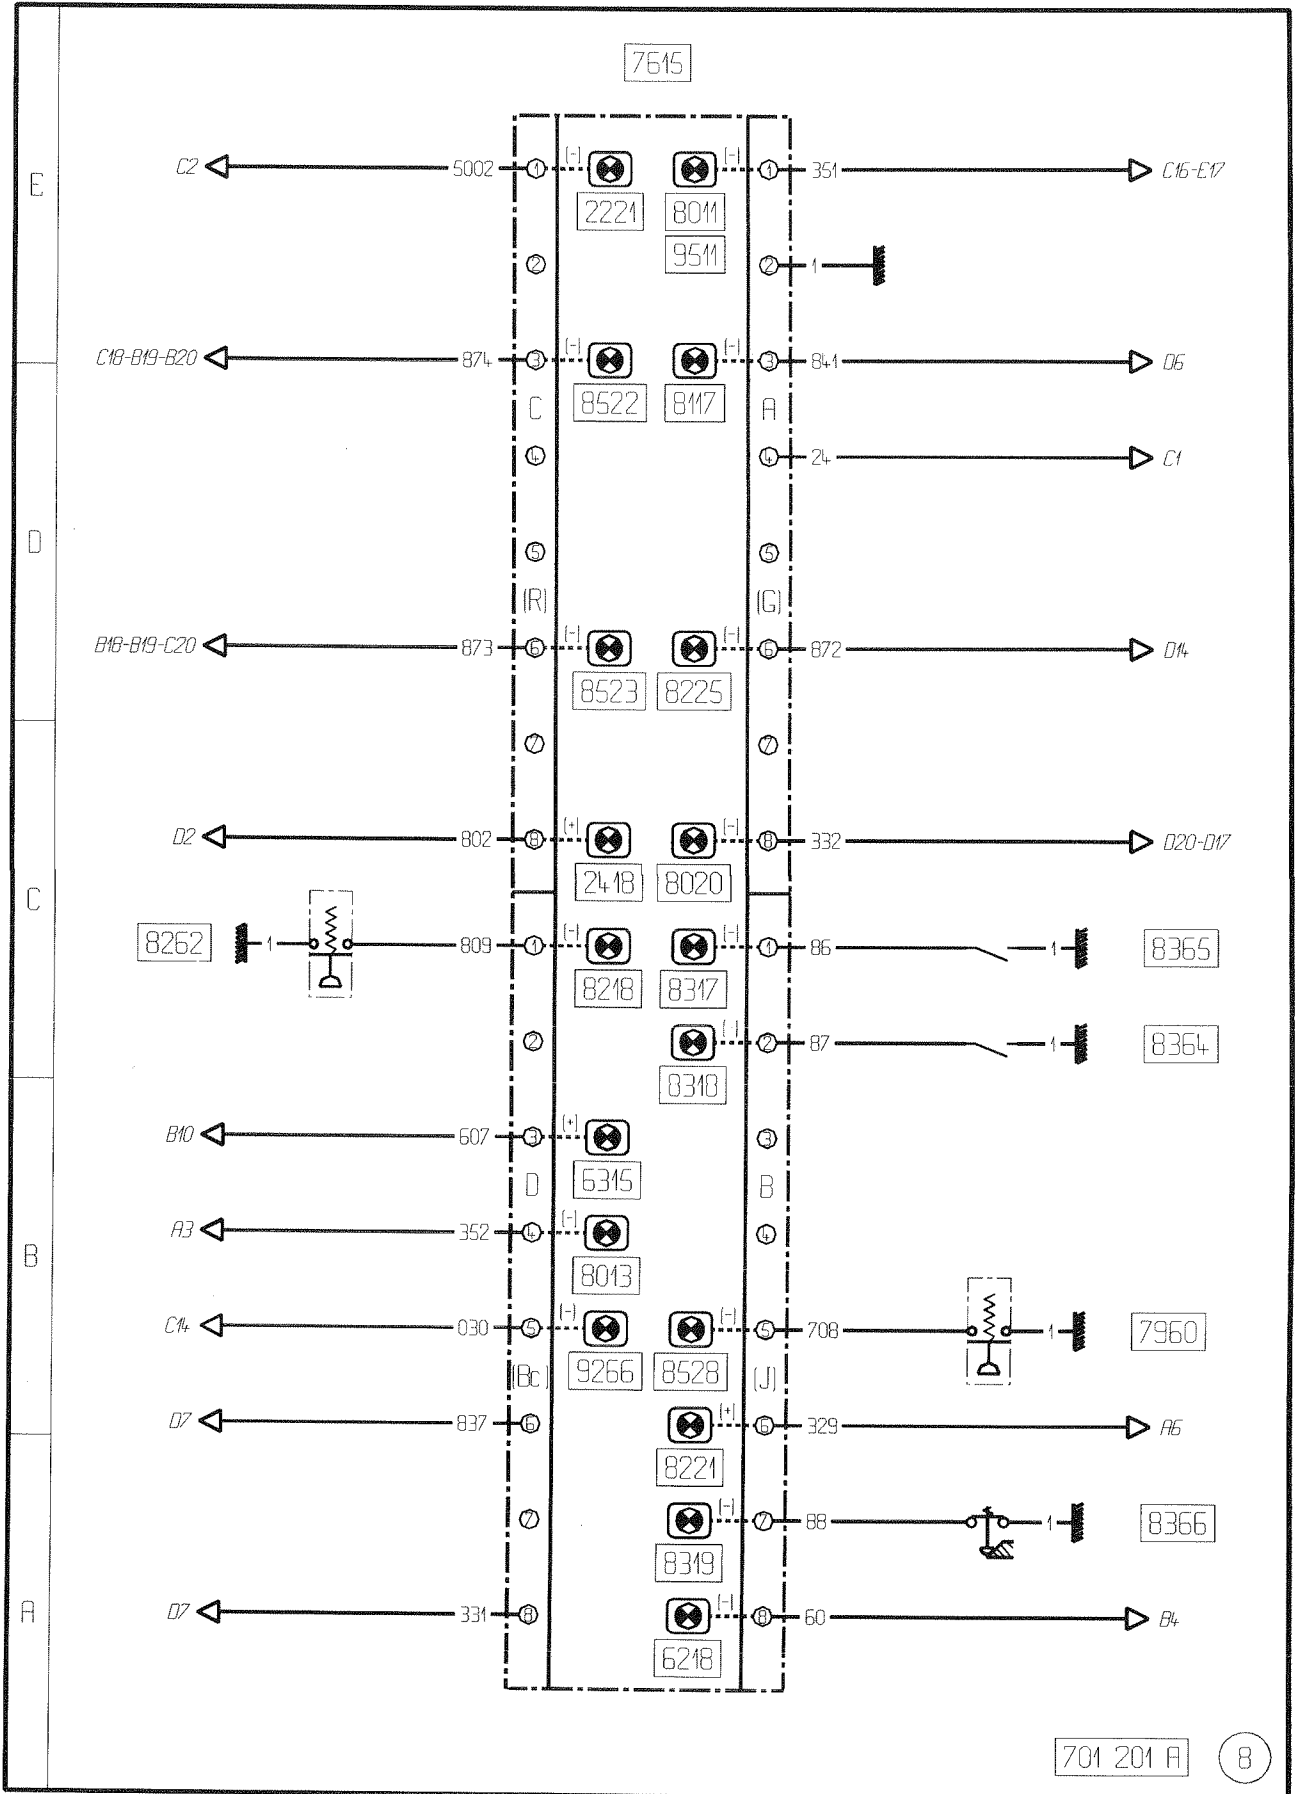 7615
E
C2 5002 1 (-) (-) 1 351 C16-E17
2221 8011
9511
2 2 1
C18-B19-B20 874 3 (-) (-) 3 841 D6
8522 8117
C A
4 4 24 C1
D
5 5
(R) (G)
B18-B19-C20 873 6 (-) (-) 6 872 D14
8523 8225
7 7
D2 802 8 (+) (-) 8 332 D20-D17
2418 8020
C
8262 1 809 1 (-) (-) 1 86 1 8365
8218 8317
2 2 87 1 8364
8318
B10 607 3 (+) 3
6315
D B
A3 352 4 (-) 4
8013
B
C14 030 5 (-) (-) 5 708 1 7960
9266 8528
(Bc) (J)
D7 837 6 (+) 6 329 A6
8221
7 (-) 7 88 1 8366
8319
A
D7 331 8 (-) 8 60 B4
6218
701 201 A 8